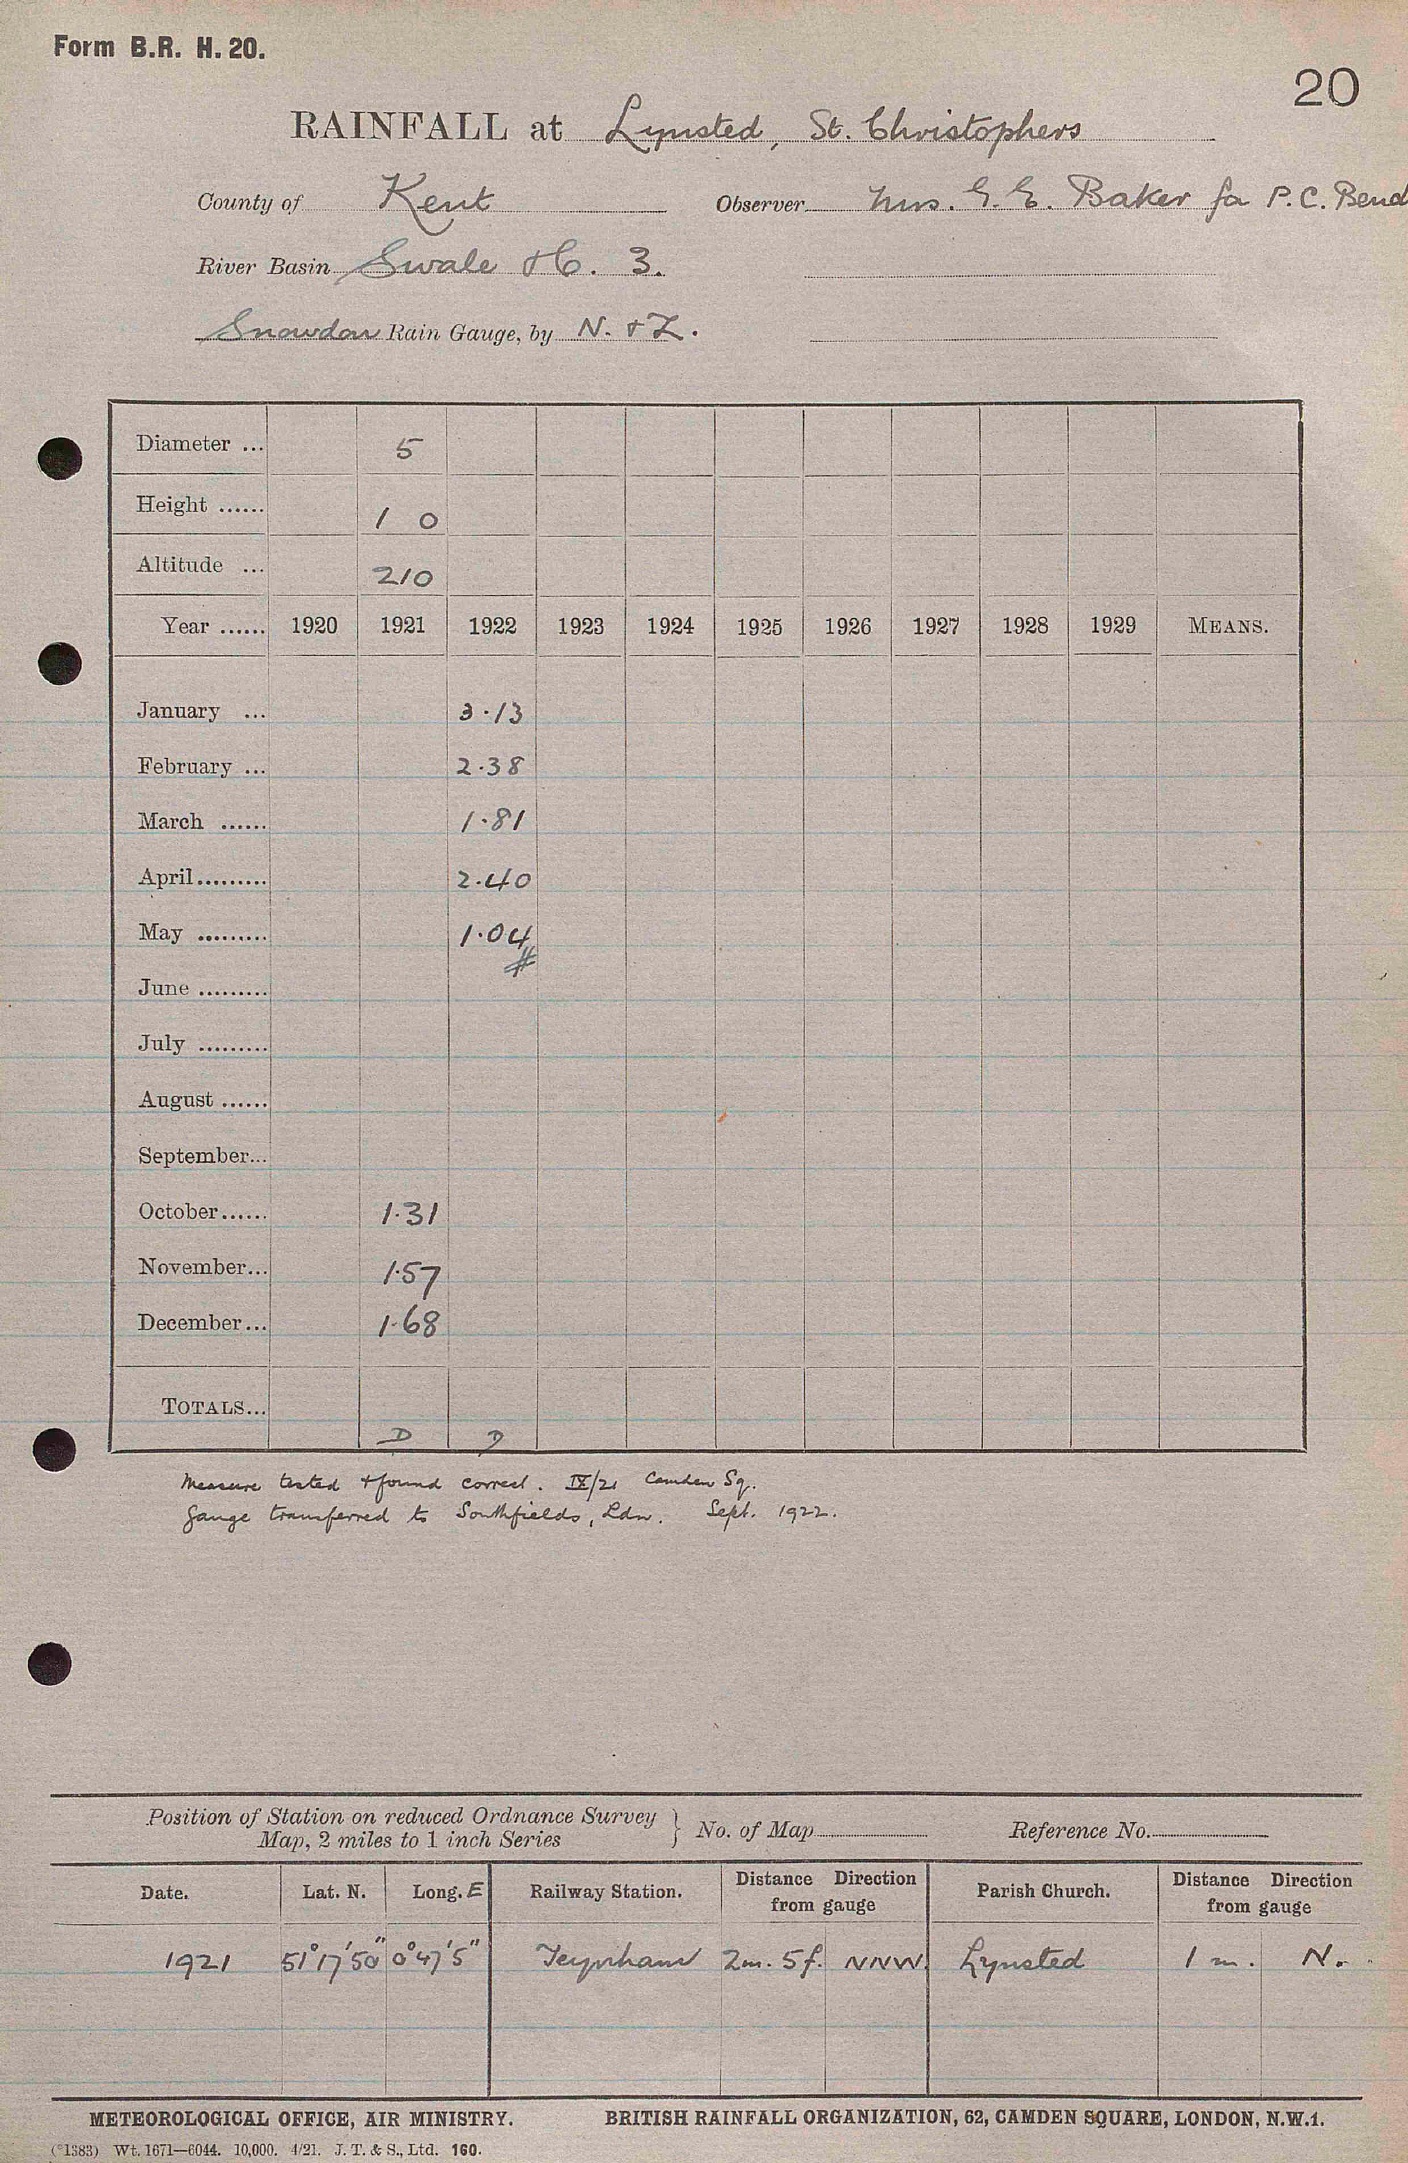 Form B.R. H. 20.
20
RAINFALL at Lynsted, St. Christophers
County of Kent Observer Mrs. G. E. Baker for P.C. Bend
River Basin Swale &c. 3.
Snowdon Rain Gauge, by N. & Z.
Diameter ... 5
Height ...... 1 0
Altitude ... 210
Year ...... 1920 1921 1922 1923 1924 1925 1926 1927 1928 1929 MEANS.
January ... 3.13
February ... 2.38
March ...... 1.81
April......... 2.40
May ......... 1.04
June .........
July .........
August ......
September...
October...... 1.31
November... 1.57
December... 1.68
TOTALS...
D D
Measure tested & found correct. IX/21 Camden Sq.
Gauge transferred to Southfields, Ldn. Sept. 1922.
Position of Station on reduced Ordnance Survey
Map, 2 miles to 1 inch Series } No. of Map Reference No.
Date. Lat. N. Long. E Railway Station. Distance Direction from gauge Parish Church. Distance Direction from gauge
1921 51° 17' 50" 0° 47' 5" Teynham 2m. 5f. NNW. Lynsted 1 m. N.
METEOROLOGICAL OFFICE, AIR MINISTRY. BRITISH RAINFALL ORGANIZATION, 62, CAMDEN SQUARE, LONDON, N.W.1.
(*1383) Wt. 1671—6044. 10,000. 4/21. J. T. & S., Ltd. 160.